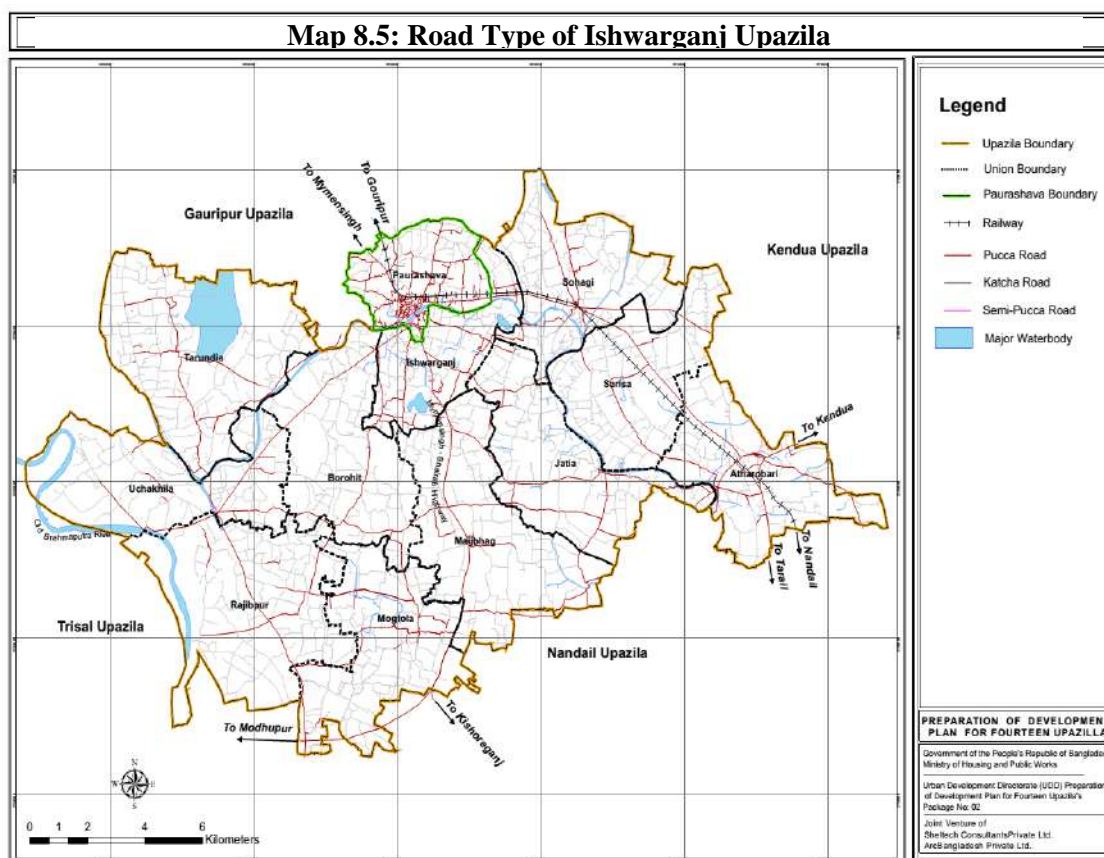 Map 8.5: Road Type of Ishwarganj Upazila
To Gouripur
To Mymensingh
Gauripur Upazila
Kendua Upazila
Paurashava
Sohagi
Tarundia
Ishwarganj
Sarisa
To Kendua
Jatia
Atharobari
Uchakhila
Borohit
Old Brahmaputra River
Maijbhag
To Nandail
To Tarail
Rajibpur
Mogtola
Trisal Upazila
Nandail Upazila
To Modhupur
To Kishoreganj
N
W E
S
0 1 2 4 6
Kilometers
Legend
Upazila Boundary
Union Boundary
Paurashava Boundary
Railway
Pucca Road
Katcha Road
Semi-Pucca Road
Major Waterbody
PREPARATION OF DEVELOPMEN
PLAN FOR FOURTEEN UPAZILLA
Government of the People's Republic of Banglades
Ministry of Housing and Public Works
Urban Development Directorate (UDD) Preparation
of Development Plan for Fourteen Upazila's
Package No: 02
Joint Venture of
Sheltech ConsultantsPrivate Ltd.
ArcBangladesh Private Ltd.